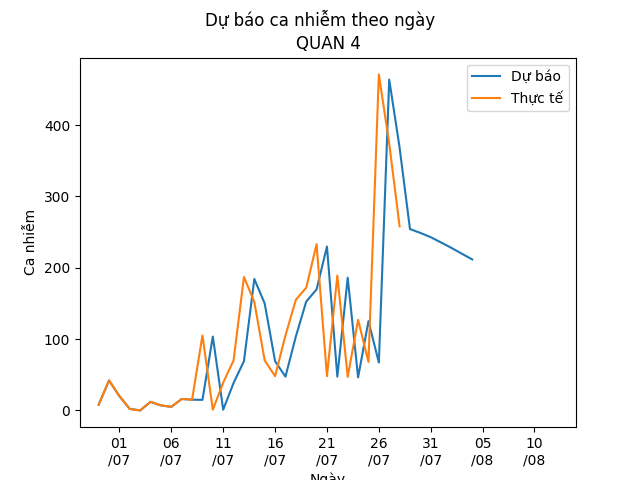 Dự báo ca nhiễm theo ngày
QUAN 4
Dự báo
Thực tế
Ca nhiễm
400
300
200
100
0
01 06 11 16 21 26 31 05 10
/07 /07 /07 /07 /07 /07 /07 /08 /08
Ngày